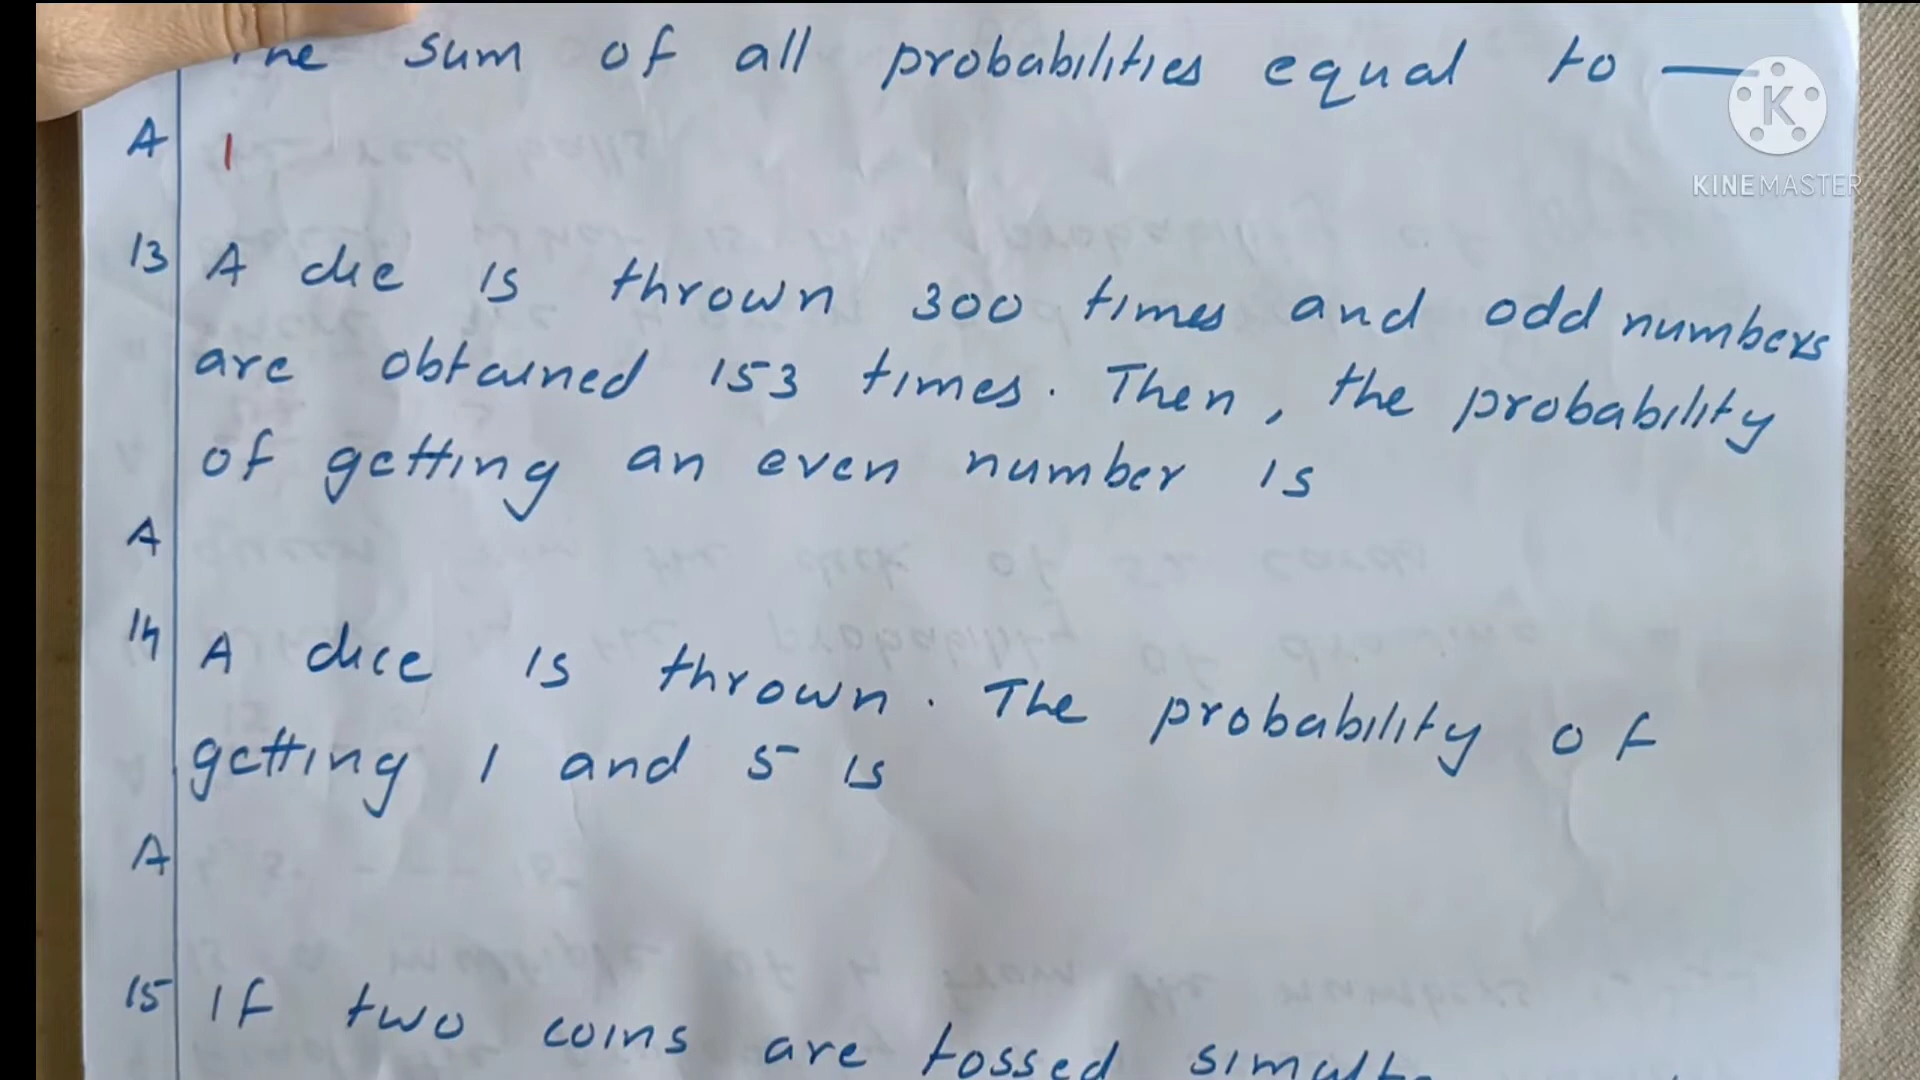 The sum of all probabilities equal to —
A 1
13 A die is thrown 300 times and odd numbers
are obtained 153 times. Then, the probability
of getting an even number is
A
14 A dice is thrown. The probability of
getting 1 and 5 is
A
15 If two coins are tossed
K
KINEMASTER